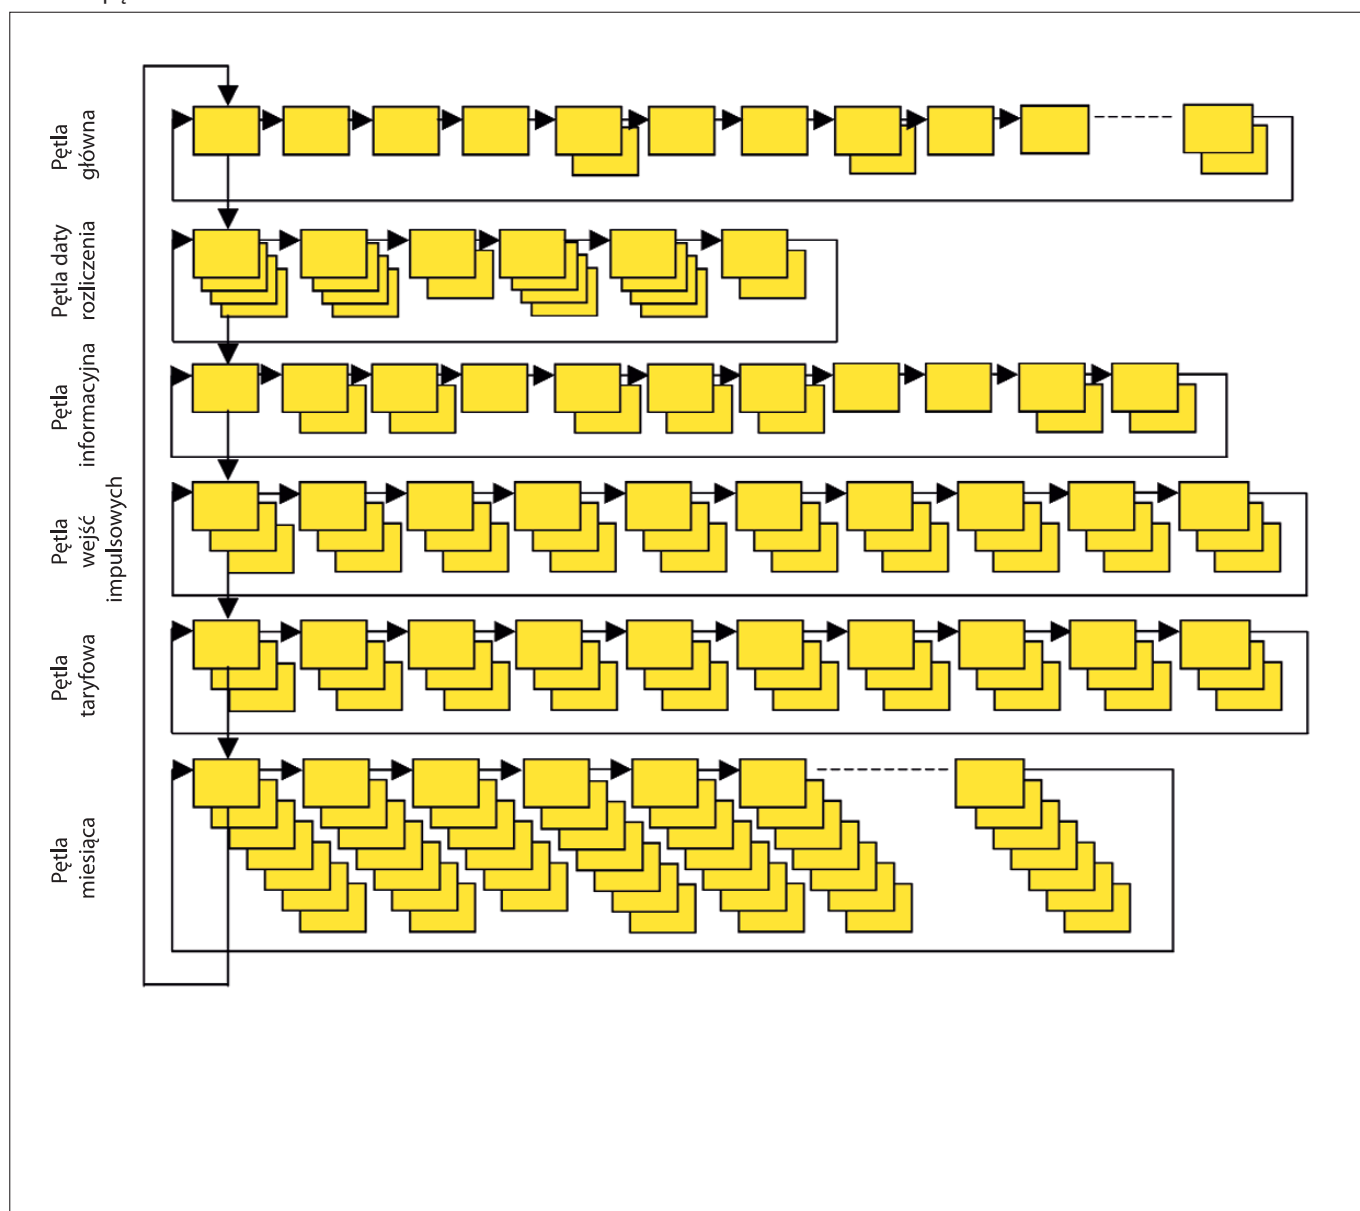 Pętla
główna
Pętla daty
rozliczenia
Pętla
informacyjna
Pętla
wejść
impulsowych
Pętla
taryfowa
Pętla
miesiąca